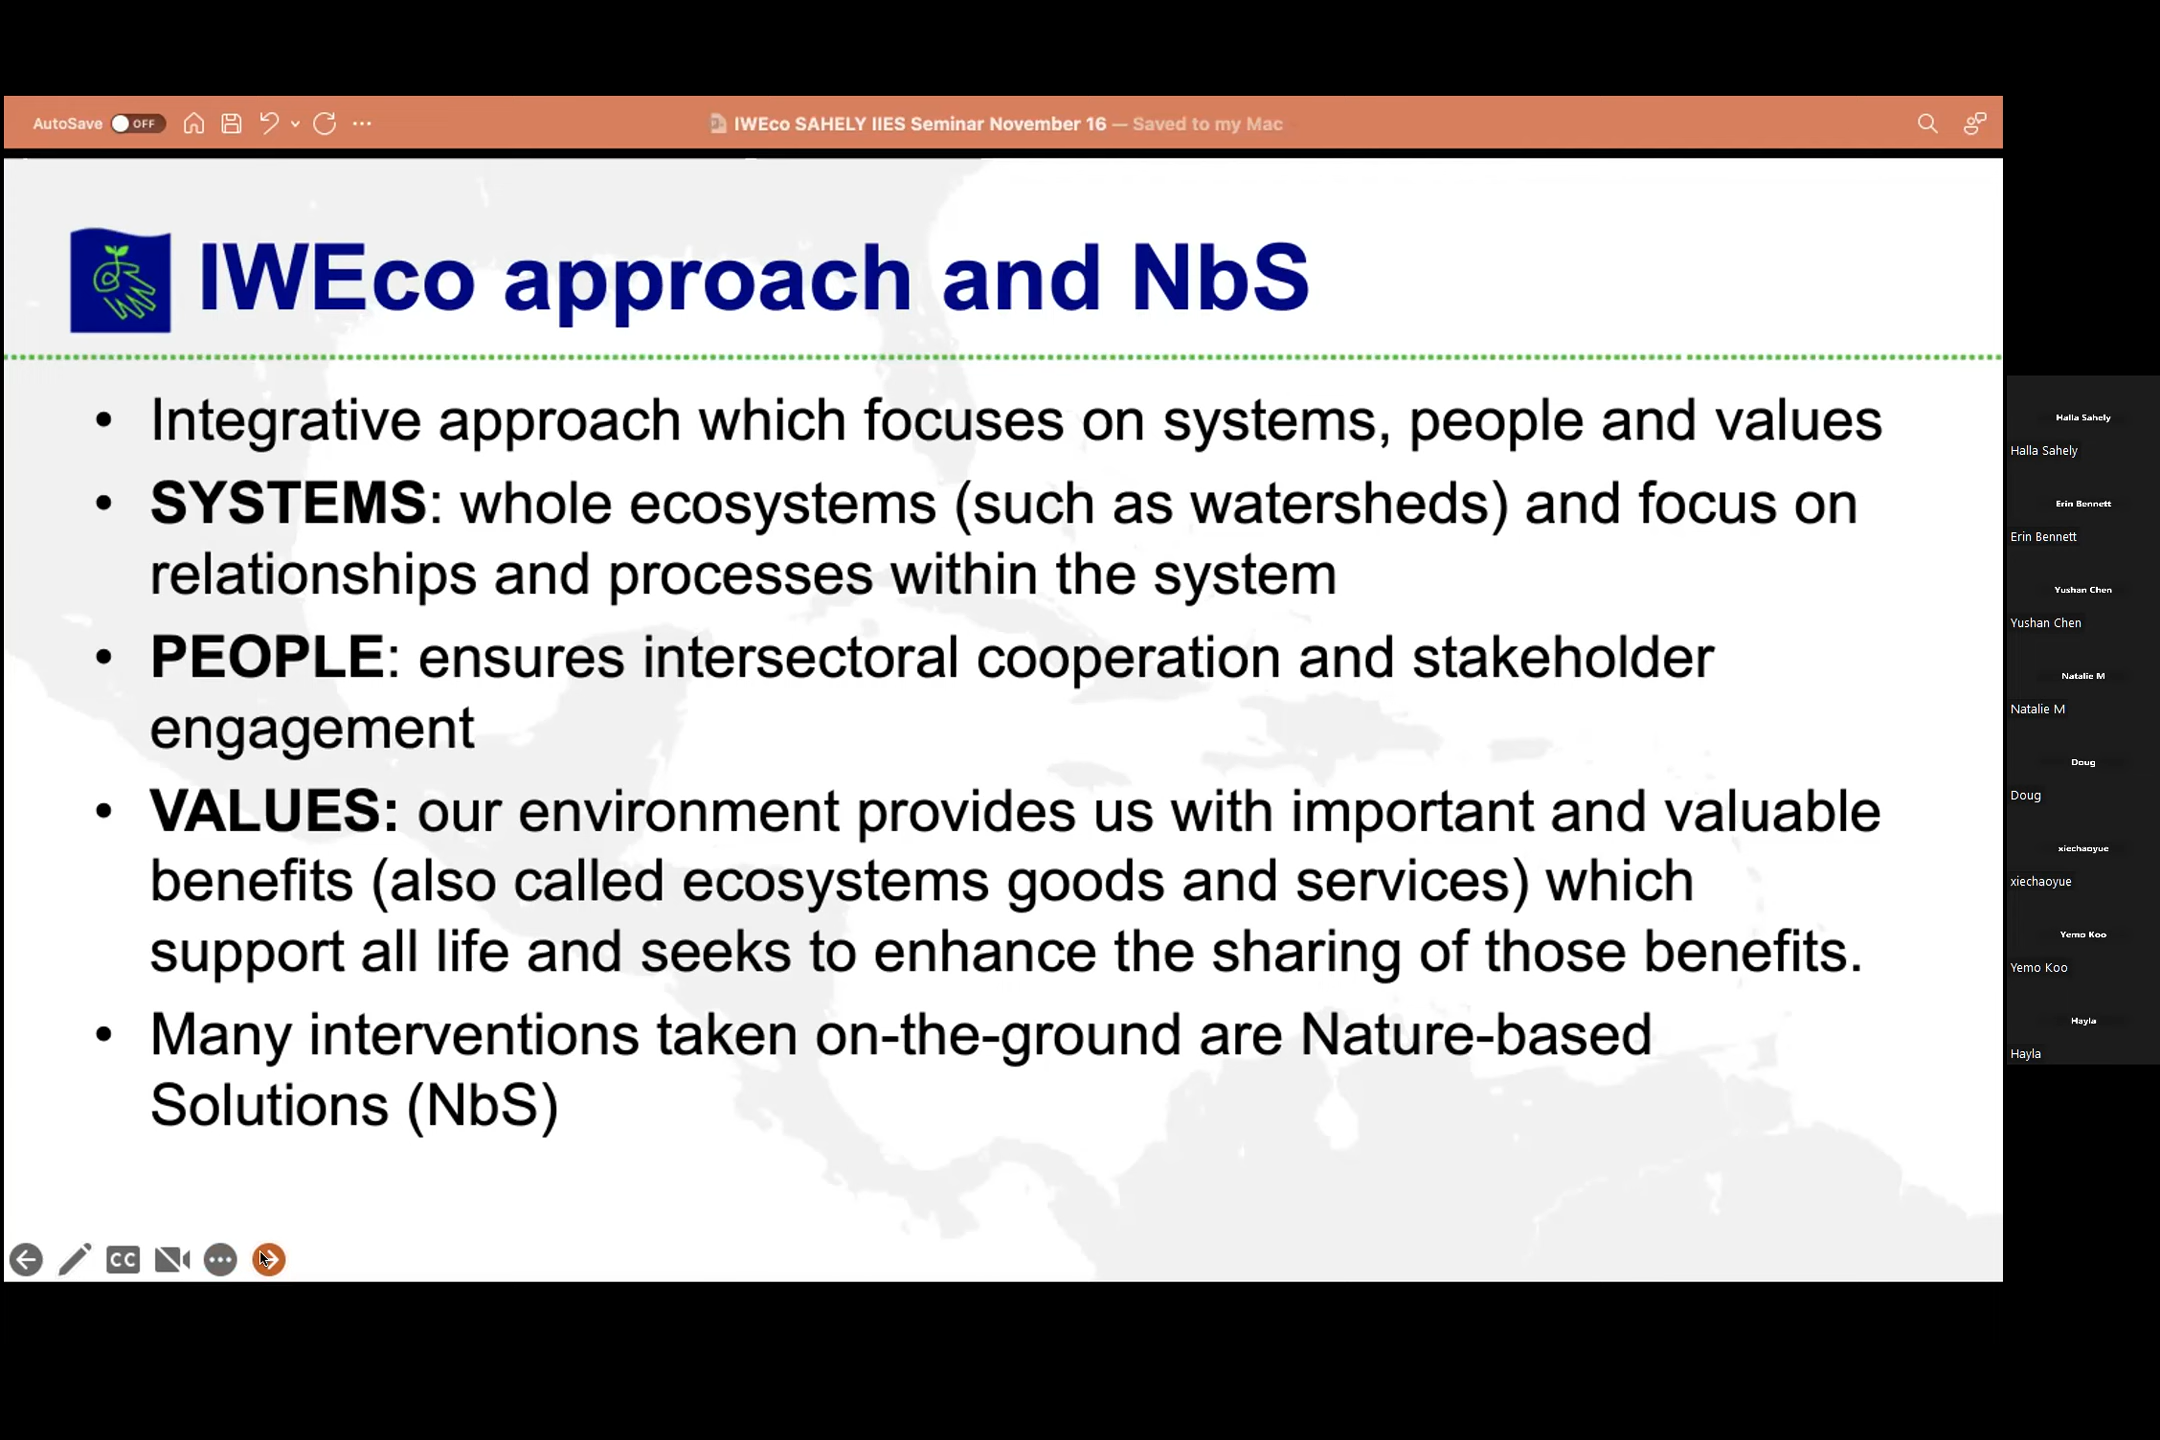 AutoSave OFF
IWEco SAHELY IIES Seminar November 16 — Saved to my Mac
IWEco approach and NbS
• Integrative approach which focuses on systems, people and values
• SYSTEMS: whole ecosystems (such as watersheds) and focus on
relationships and processes within the system
• PEOPLE: ensures intersectoral cooperation and stakeholder
engagement
• VALUES: our environment provides us with important and valuable
benefits (also called ecosystems goods and services) which
support all life and seeks to enhance the sharing of those benefits.
• Many interventions taken on-the-ground are Nature-based
Solutions (NbS)
CC
Halla Sahely
Halla Sahely
Erin Bennett
Erin Bennett
Yushan Chen
Yushan Chen
Natalie M
Natalie M
Doug
Doug
xiechaoyue
xiechaoyue
Yemo Koo
Yemo Koo
Hayla
Hayla